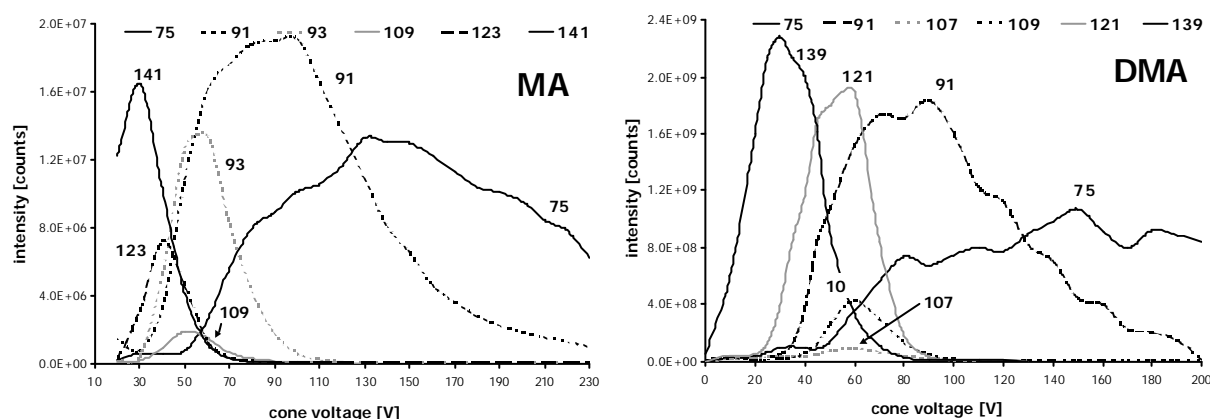 2.0E+07
75 91 93 109 123 141
1.6E+07
1.2E+07
8.0E+06
4.0E+06
0.0E+00
intensity [counts]
141
MA
91
93
123
109
75
10 30 50 70 90 110 130 150 170 190 210 230
cone voltage [V]
2.4E+09
75 91 107 109 121 139
2.0E+09
1.6E+09
1.2E+09
8.0E+08
4.0E+08
0.0E+00
intensity [counts]
139
121
DMA
91
75
10
107
0 20 40 60 80 100 120 140 160 180 200
cone voltage [V]